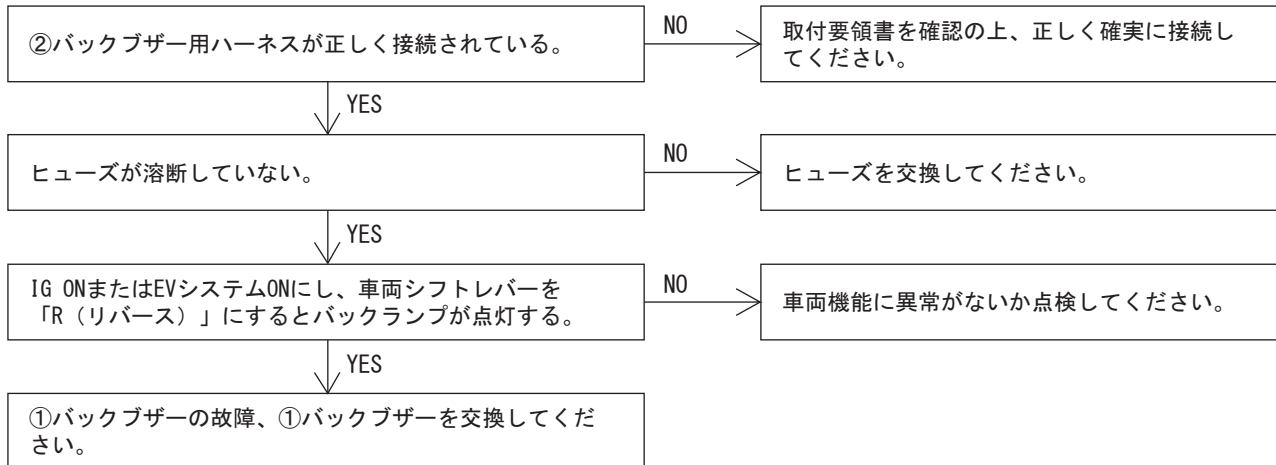 ②バックブザー用ハーネスが正しく接続されている。
NO
取付要領書を確認の上、正しく確実に接続し
てください。
YES
ヒューズが溶断していない。
NO
ヒューズを交換してください。
YES
IG ONまたはEVシステムONにし、車両シフトレバーを
「R（リバース）」にするとバックランプが点灯する。
NO
車両機能に異常がないか点検してください。
YES
①バックブザーの故障、①バックブザーを交換してくだ
さい。